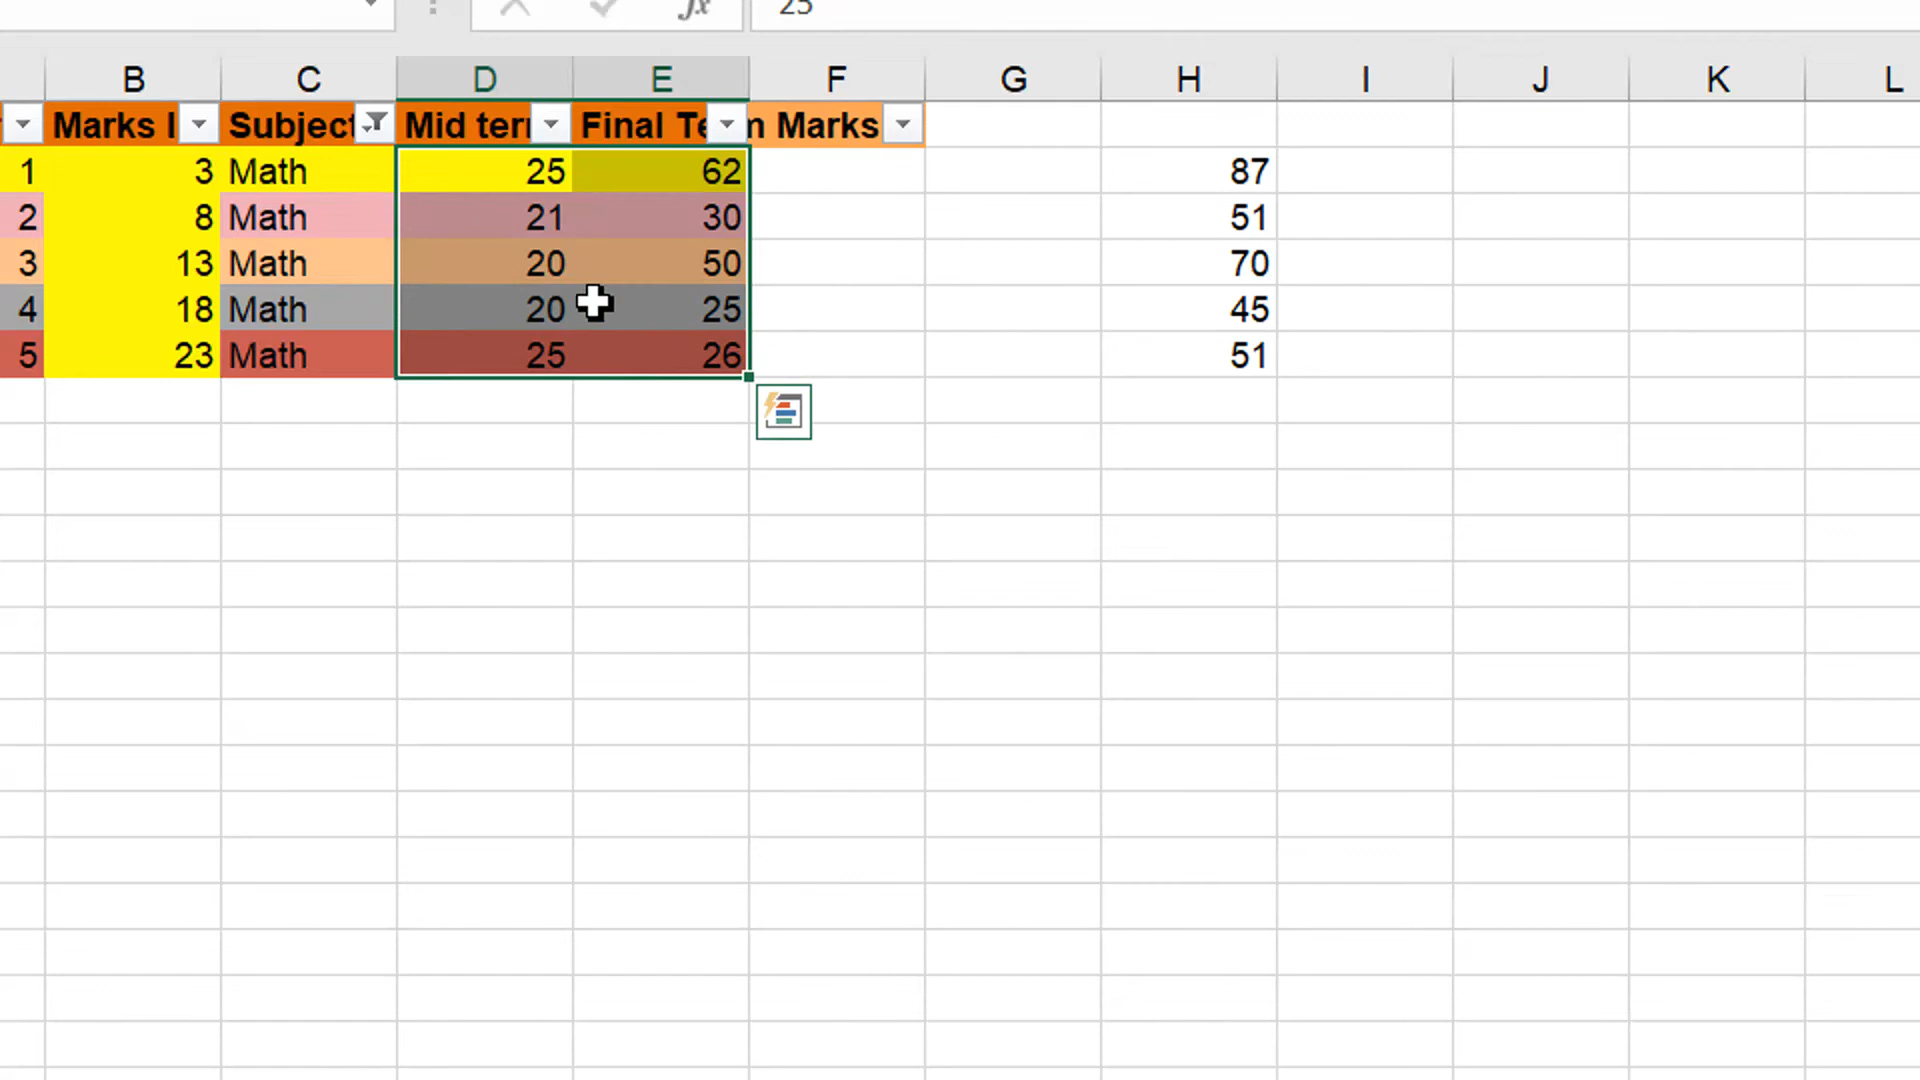 fx 25
B C D E F G H I J K L
Marks I Subject Mid ter Final Te m Marks
1 3 Math 25 62 87
2 8 Math 21 30 51
3 13 Math 20 50 70
4 18 Math 20 25 45
5 23 Math 25 26 51